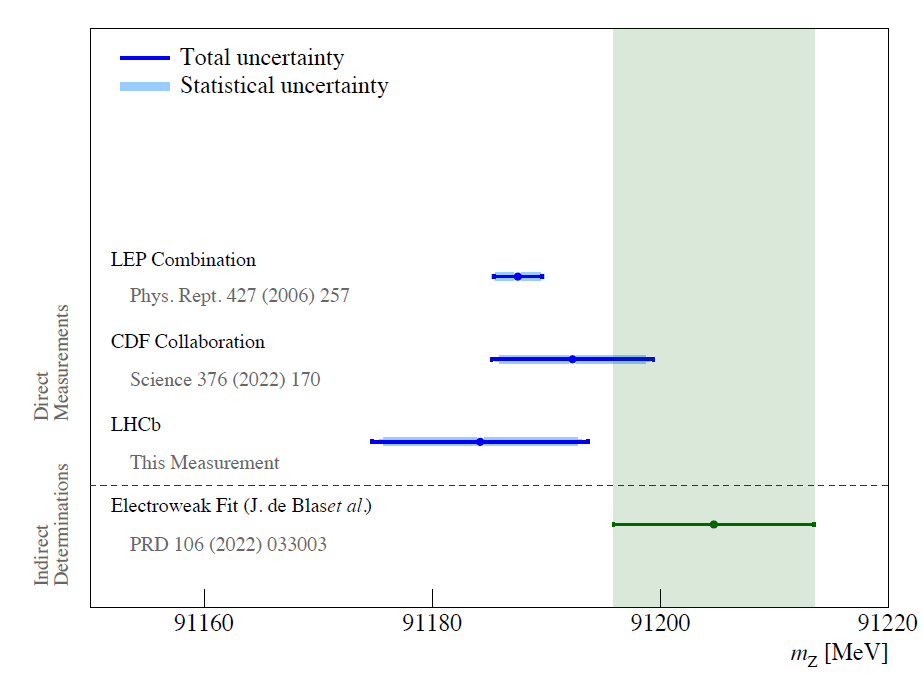 Total uncertainty
Statistical uncertainty
LEP Combination
Phys. Rept. 427 (2006) 257
CDF Collaboration
Science 376 (2022) 170
LHCb
This Measurement
Electroweak Fit (J. de Blaset al.)
PRD 106 (2022) 033003
Direct
Measurements
Indirect
Determinations
91160 91180 91200 91220
mZ [MeV]